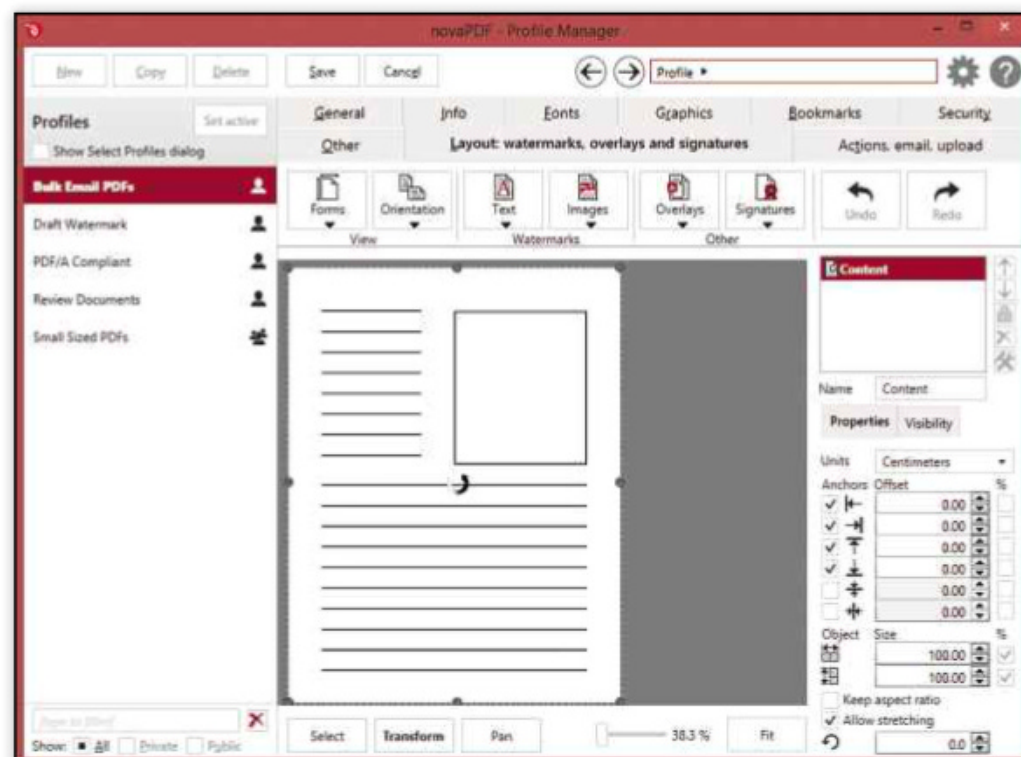 novaPDF - Profile Manager
New Copy Delete Save Cancel Profile
Profiles Set active
Show Select Profiles dialog
General Info Fonts Graphics Bookmarks Security
Other Layout: watermarks, overlays and signatures Actions, email, upload
Bulk Email PDFs
Draft Watermark
PDF/A Compliant
Review Documents
Small Sized PDFs
Forms Orientation Text Images Overlays Signatures Undo Redo
View Watermarks Other
Content
Name Content
Properties Visibility
Units Centimeters
Anchors Offset %
0.00
0.00
0.00
0.00
0.00
0.00
Object Size %
100.00
100.00
Keep aspect ratio
Allow stretching
0.0
Type to filter!
Show: All Private Public
Select Transform Pan 38.3 % Fit